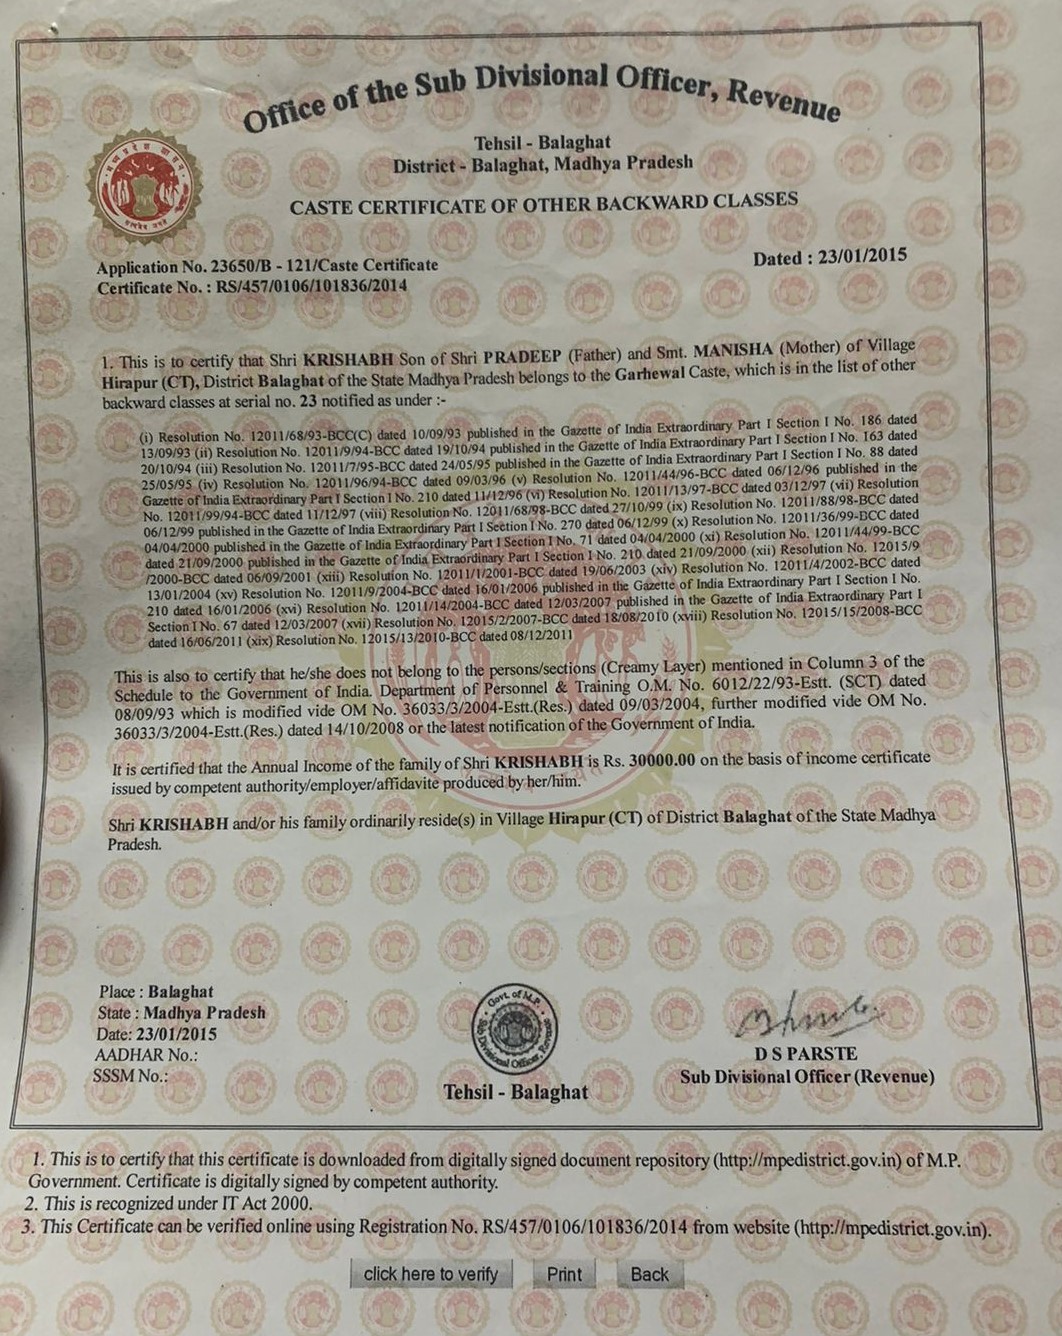 Office of the Sub Divisional Officer, Revenue
Tehsil - Balaghat
District - Balaghat, Madhya Pradesh
CASTE CERTIFICATE OF OTHER BACKWARD CLASSES
Application No. 23650/B - 121/Caste Certificate
Dated : 23/01/2015
Certificate No. : RS/457/0106/101836/2014
1. This is to certify that Shri KRISHABH Son of Shri PRADEEP (Father) and Smt. MANISHA (Mother) of Village
Hirapur (CT), District Balaghat of the State Madhya Pradesh belongs to the Garhewal Caste, which is in the list of other
backward classes at serial no. 23 notified as under :-
(i) Resolution No. 12011/68/93-BCC(C) dated 10/09/93 published in the Gazette of India Extraordinary Part I Section I No. 186 dated
13/09/93 (ii) Resolution No. 12011/9/94-BCC dated 19/10/94 published in the Gazette of India Extraordinary Part I Section I No. 163 dated
20/10/94 (iii) Resolution No. 12011/7/95-BCC dated 24/05/95 published in the Gazette of India Extraordinary Part I Section I No. 88 dated
25/05/95 (iv) Resolution No. 12011/96/94-BCC dated 09/03/96 (v) Resolution No. 12011/44/96-BCC dated 06/12/96 published in the
Gazette of India Extraordinary Part I Section I No. 210 dated 11/12/96 (vi) Resolution No. 12011/13/97-BCC dated 03/12/97 (vii) Resolution
No. 12011/99/94-BCC dated 11/12/97 (viii) Resolution No. 12011/68/98-BCC dated 27/10/99 (ix) Resolution No. 12011/88/98-BCC dated
06/12/99 published in the Gazette of India Extraordinary Part I Section I No. 270 dated 06/12/99 (x) Resolution No. 12011/36/99-BCC dated
04/04/2000 published in the Gazette of India Extraordinary Part I Section I No. 71 dated 04/04/2000 (xi) Resolution No. 12011/44/99-BCC
dated 21/09/2000 published in the Gazette of India Extraordinary Part I Section I No. 210 dated 21/09/2000 (xii) Resolution No. 12015/9
/2000-BCC dated 06/09/2001 (xiii) Resolution No. 12011/1/2001-BCC dated 19/06/2003 (xiv) Resolution No. 12011/4/2002-BCC dated
13/01/2004 (xv) Resolution No. 12011/9/2004-BCC dated 16/01/2006 published in the Gazette of India Extraordinary Part I Section I No.
210 dated 16/01/2006 (xvi) Resolution No. 12011/14/2004-BCC dated 12/03/2007 published in the Gazette of India Extraordinary Part I
Section I No. 67 dated 12/03/2007 (xvii) Resolution No. 12015/2/2007-BCC dated 18/08/2010 (xviii) Resolution No. 12015/15/2008-BCC
dated 16/06/2011 (xix) Resolution No. 12015/13/2010-BCC dated 08/12/2011
This is also to certify that he/she does not belong to the persons/sections (Creamy Layer) mentioned in Column 3 of the
Schedule to the Government of India. Department of Personnel & Training O.M. No. 6012/22/93-Estt. (SCT) dated
08/09/93 which is modified vide OM No. 36033/3/2004-Estt.(Res.) dated 09/03/2004, further modified vide OM No.
36033/3/2004-Estt.(Res.) dated 14/10/2008 or the latest notification of the Government of India.
It is certified that the Annual Income of the family of Shri KRISHABH is Rs. 30000.00 on the basis of income certificate
issued by competent authority/employer/affidavite produced by her/him.
Shri KRISHABH and/or his family ordinarily reside(s) in Village Hirapur (CT) of District Balaghat of the State Madhya
Pradesh.
Place : Balaghat
State : Madhya Pradesh
Date: 23/01/2015
AADHAR No.:
SSSM No.:
Govt. of M.P.
Sub Divisional Officer, Revenue
Tehsil - Balaghat
D S PARSTE
Sub Divisional Officer (Revenue)
1. This is to certify that this certificate is downloaded from digitally signed document repository (http://mpedistrict.gov.in) of M.P.
Government. Certificate is digitally signed by competent authority.
2. This is recognized under IT Act 2000.
3. This Certificate can be verified online using Registration No. RS/457/0106/101836/2014 from website (http://mpedistrict.gov.in).
click here to verify
Print
Back